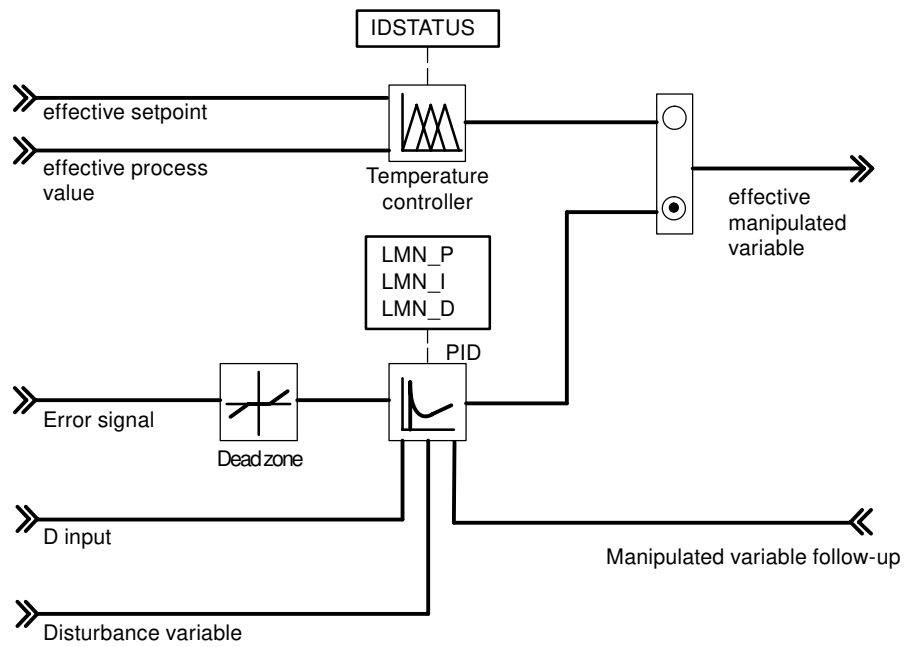 IDSTATUS
effective setpoint
effective process
value
Temperature
controller
effective
manipulated
variable
LMN_P
LMN_I
LMN_D
PID
Error signal
Dead zone
D input
Manipulated variable follow-up
Disturbance variable